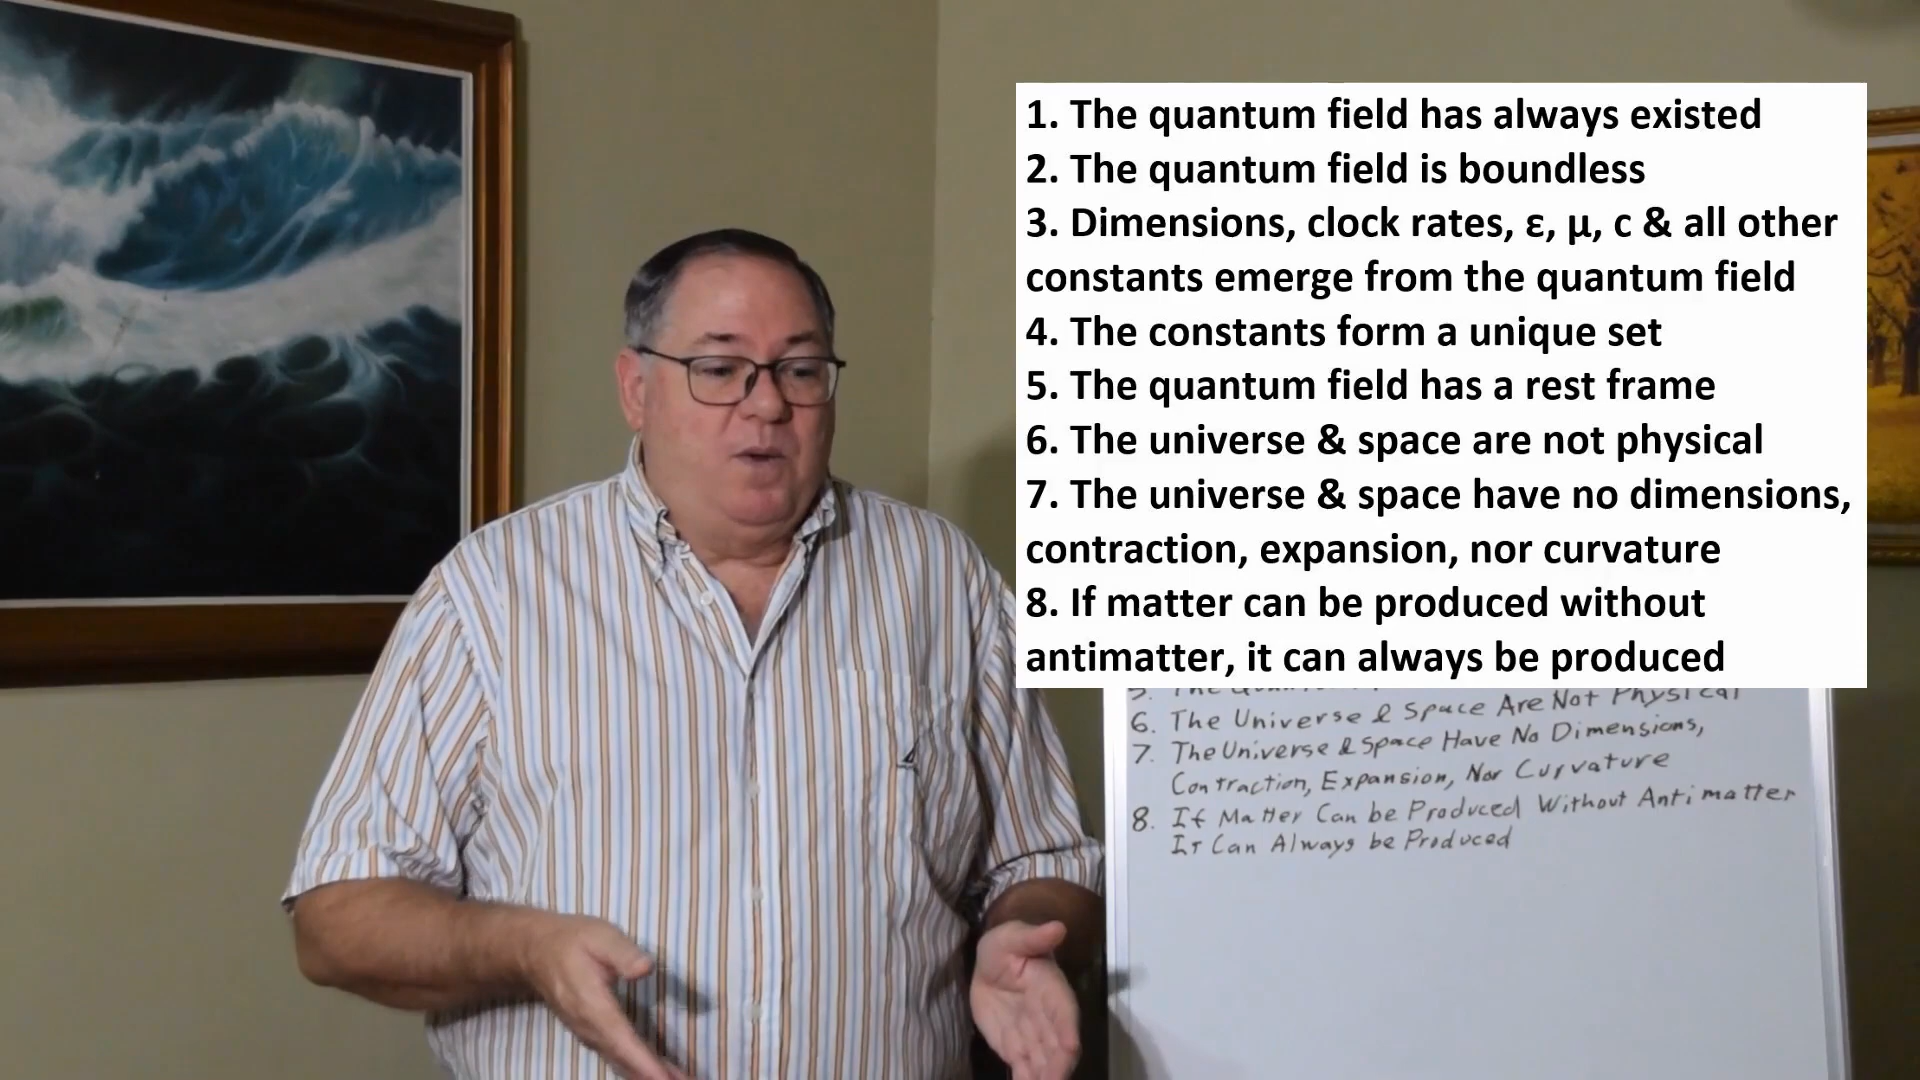 1. The quantum field has always existed
2. The quantum field is boundless
3. Dimensions, clock rates, ε, μ, c & all other
constants emerge from the quantum field
4. The constants form a unique set
5. The quantum field has a rest frame
6. The universe & space are not physical
7. The universe & space have no dimensions,
contraction, expansion, nor curvature
8. If matter can be produced without
antimatter, it can always be produced
5. The
6. The Universe & Space Are Not Physical
7. The Universe & Space Have No Dimensions,
Contraction, Expansion, Nor Curvature
8. If Matter Can be Produced Without Antimatter
It Can Always be Produced